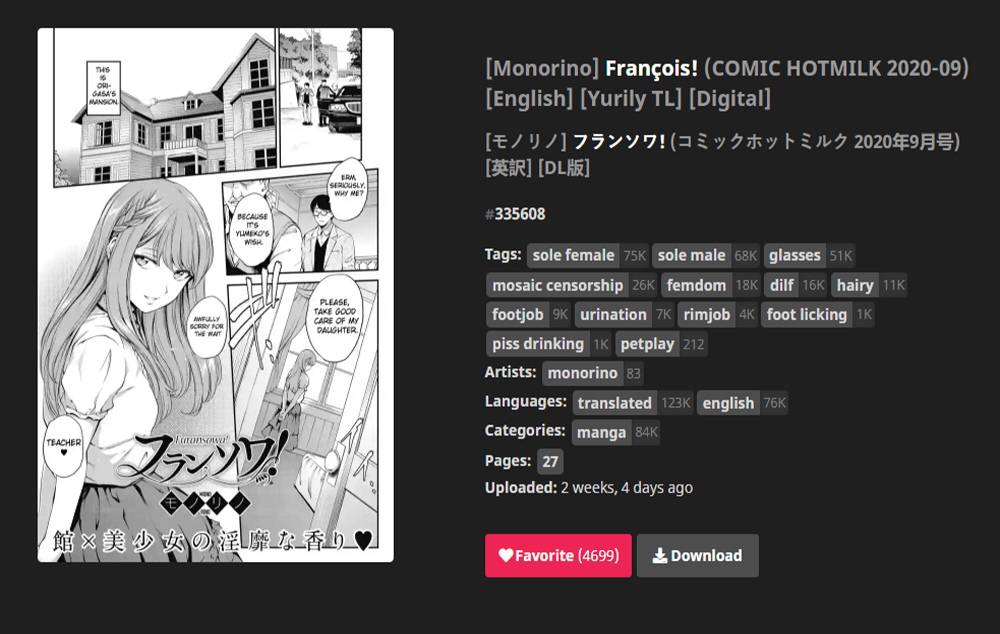 THIS
IS
ORI-
GASA'S
MANSION.
ERM,
SERIOUSLY,
WHY ME?
BECAUSE
IT'S
YUMEKO'S
WISH.
PLEASE,
TAKE GOOD
CARE OF MY
DAUGHTER.
AWFULLY
SORRY FOR
THE WAIT
TEACHER
♥
Faransowa!
フランソワ!
モノリノ
館×美少女の淫靡な香り♥
[Monorino] François! (COMIC HOTMILK 2020-09)
[English] [Yurily TL] [Digital]
[モノリノ] フランソワ! (コミックホットミルク 2020年9月号)
[英訳] [DL版]
#335608
Tags: sole female 75K sole male 68K glasses 51K
mosaic censorship 26K femdom 18K dilf 16K hairy 11K
footjob 9K urination 7K rimjob 4K foot licking 1K
piss drinking 1K petplay 212
Artists: monorino 83
Languages: translated 123K english 76K
Categories: manga 84K
Pages: 27
Uploaded: 2 weeks, 4 days ago
Favorite (4699) Download